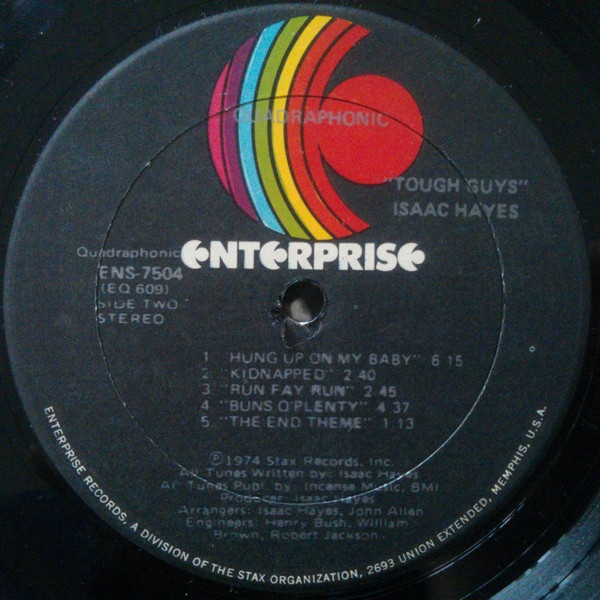 QUADRAPHONIC
"TOUGH GUYS"
ISAAC HAYES
Quadraphonic
ENTERPRISE
ENS-7504
(EQ 609)
SIDE TWO
STEREO
1 "HUNG UP ON MY BABY" 6:15
2 "KIDNAPPED" 2:40
3. "RUN FAY RUN" 2:45
4 "BUNS O'PLENTY" 4:37
5. "THE END THEME" 1:13
Ⓟ1974 Stax Records, Inc.
All Tunes Written by: Isaac Hayes
All Tunes Publ. by: Incense Music, BMI
Producer: Isaac Hayes
Arrangers: Isaac Hayes, John Allen
Engineers: Henry Bush, William
Brown, Robert Jackson
ENTERPRISE RECORDS, A DIVISION OF THE STAX ORGANIZATION, 2693 UNION EXTENDED, MEMPHIS, U.S.A.